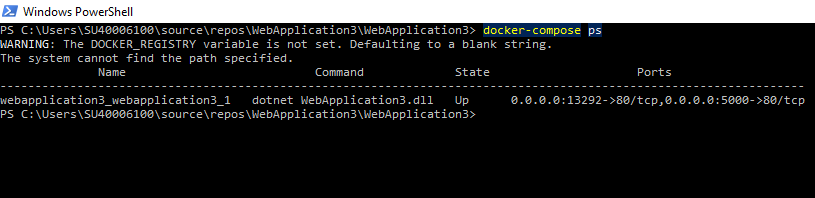 Windows PowerShell
PS C:\Users\SU40006100\source\repos\WebApplication3\WebApplication3> docker-compose ps
WARNING: The DOCKER_REGISTRY variable is not set. Defaulting to a blank string.
The system cannot find the path specified.
Name Command State Ports
--------------------------------------------------------------------------------------------------------------------
webapplication3_webapplication3_1 dotnet WebApplication3.dll Up 0.0.0.0:13292->80/tcp,0.0.0.0:5000->80/tcp
PS C:\Users\SU40006100\source\repos\WebApplication3\WebApplication3>